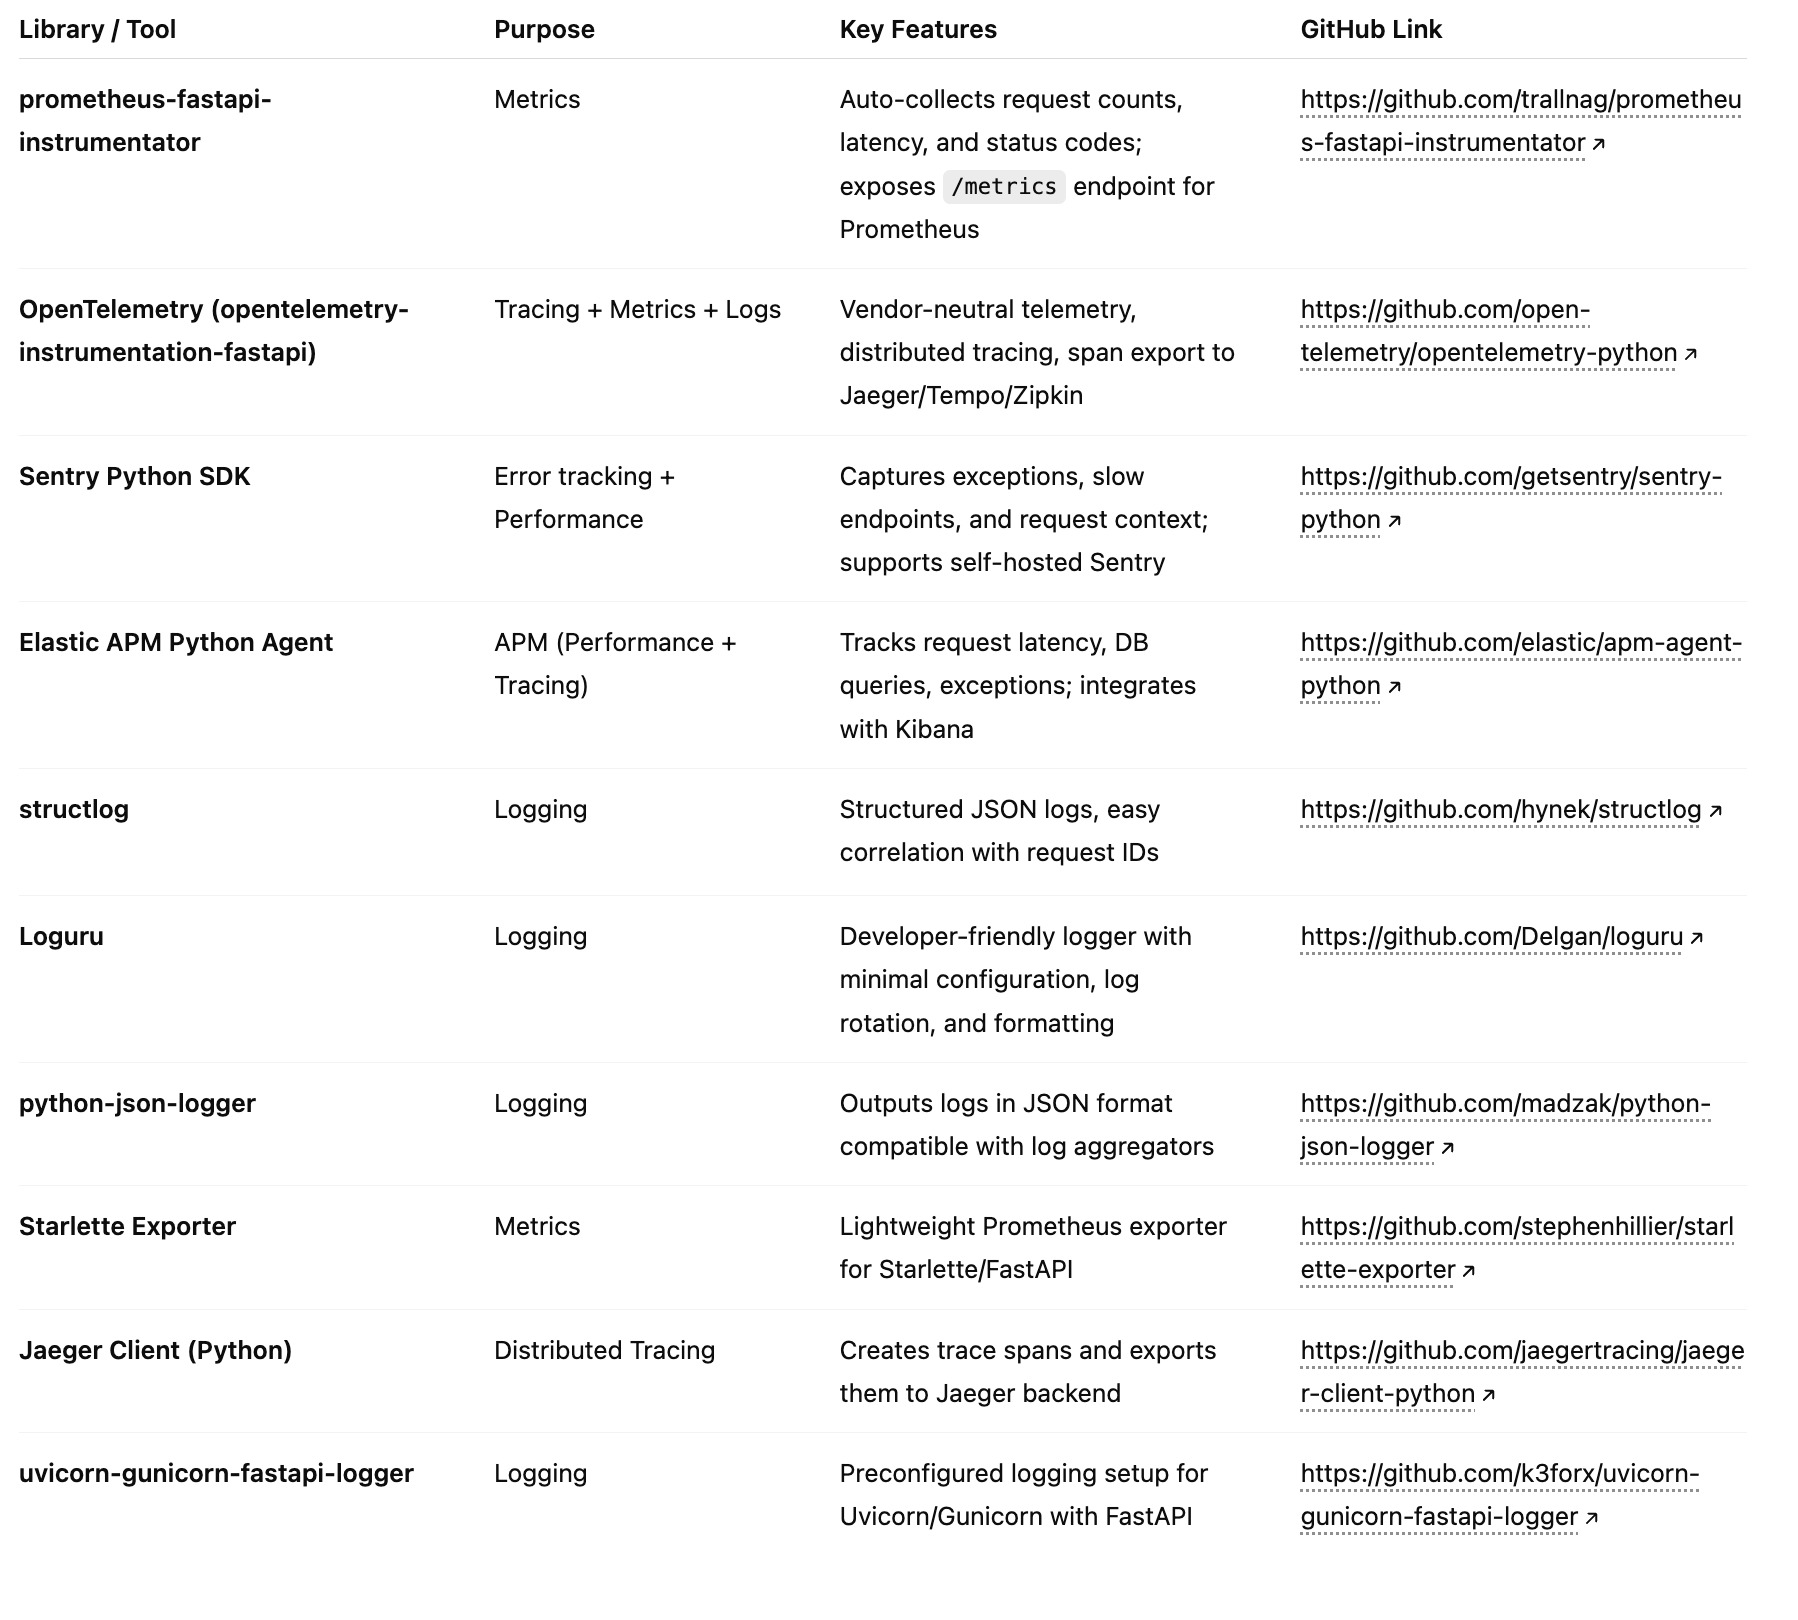 Library / Tool
Purpose
Key Features
GitHub Link
prometheus-fastapi-
instrumentator
Metrics
Auto-collects request counts,
latency, and status codes;
exposes /metrics endpoint for
Prometheus
https://github.com/trallnag/prometheu
s-fastapi-instrumentator ↗
OpenTelemetry (opentelemetry-
instrumentation-fastapi)
Tracing + Metrics + Logs
Vendor-neutral telemetry,
distributed tracing, span export to
Jaeger/Tempo/Zipkin
https://github.com/open-
telemetry/opentelemetry-python ↗
Sentry Python SDK
Error tracking +
Performance
Captures exceptions, slow
endpoints, and request context;
supports self-hosted Sentry
https://github.com/getsentry/sentry-
python ↗
Elastic APM Python Agent
APM (Performance +
Tracing)
Tracks request latency, DB
queries, exceptions; integrates
with Kibana
https://github.com/elastic/apm-agent-
python ↗
structlog
Logging
Structured JSON logs, easy
correlation with request IDs
https://github.com/hynek/structlog ↗
Loguru
Logging
Developer-friendly logger with
minimal configuration, log
rotation, and formatting
https://github.com/Delgan/loguru ↗
python-json-logger
Logging
Outputs logs in JSON format
compatible with log aggregators
https://github.com/madzak/python-
json-logger ↗
Starlette Exporter
Metrics
Lightweight Prometheus exporter
for Starlette/FastAPI
https://github.com/stephenhillier/starl
ette-exporter ↗
Jaeger Client (Python)
Distributed Tracing
Creates trace spans and exports
them to Jaeger backend
https://github.com/jaegertracing/jaege
r-client-python ↗
uvicorn-gunicorn-fastapi-logger
Logging
Preconfigured logging setup for
Uvicorn/Gunicorn with FastAPI
https://github.com/k3forx/uvicorn-
gunicorn-fastapi-logger ↗